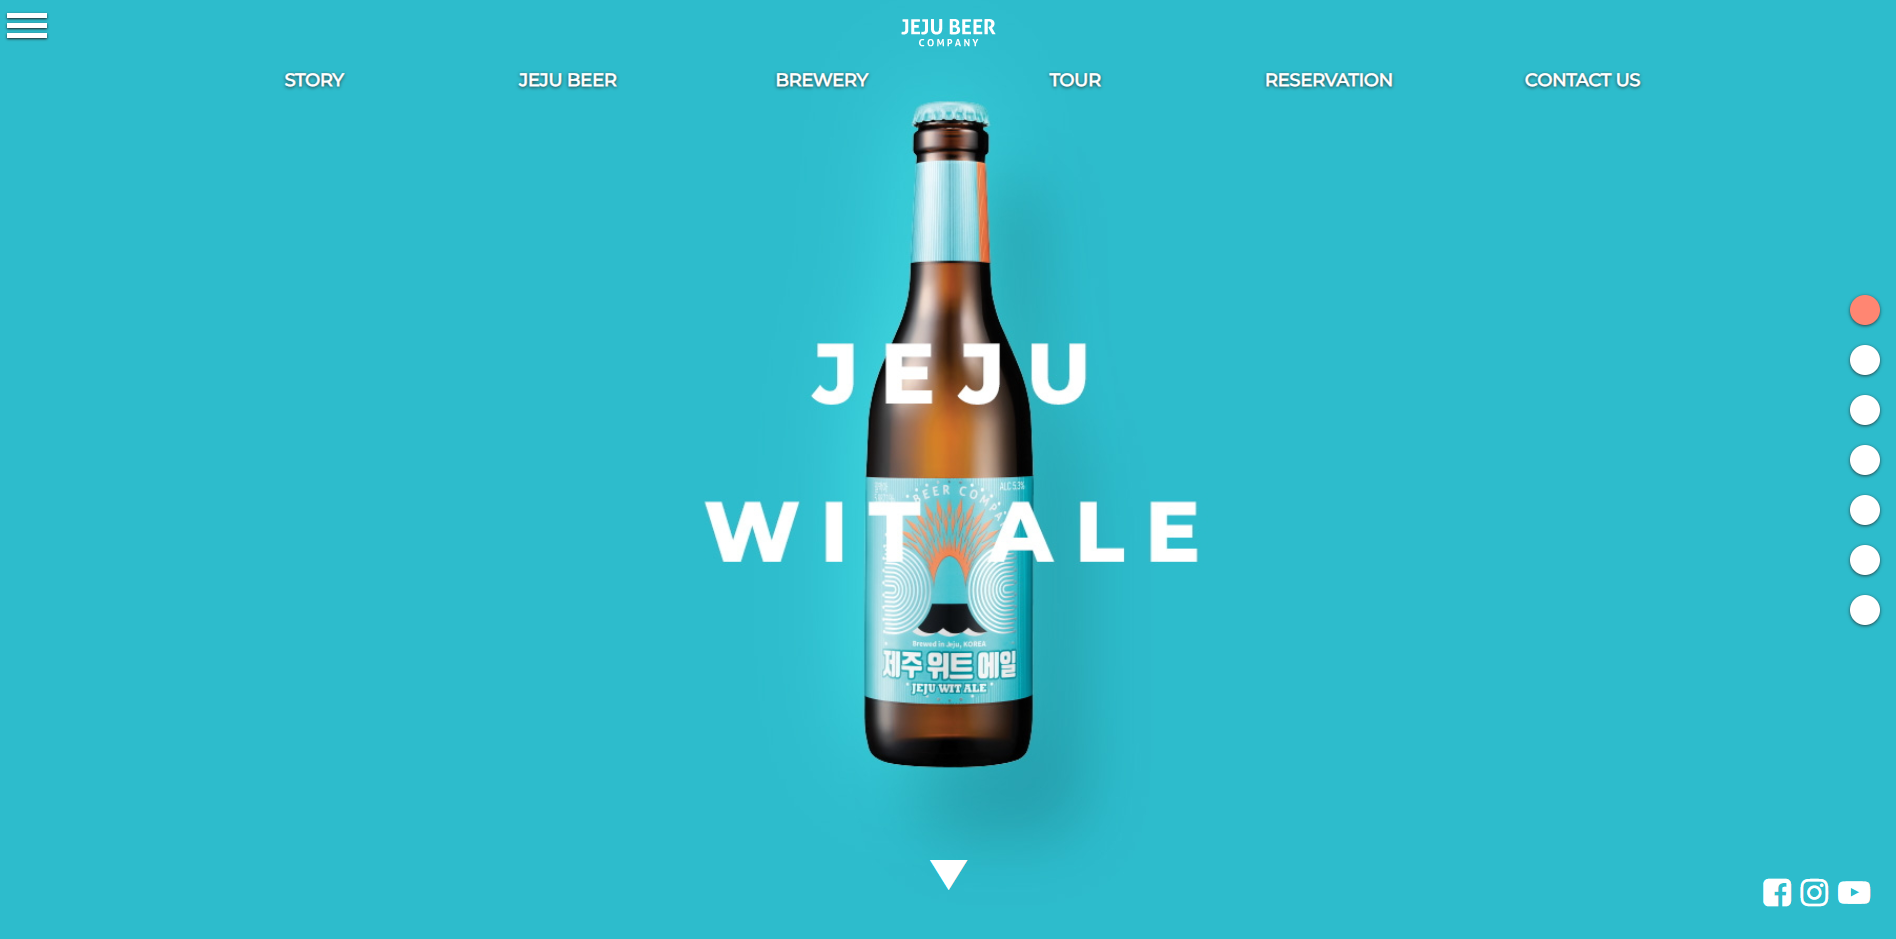 JEJU BEER
COMPANY
STORY
JEJU BEER
BREWERY
TOUR
RESERVATION
CONTACT US
JEJU
BEER COMPA
ALC 5.3%
WIT ALE
Brewed in Jeju, KOREA
제주 위트 에일
JEJU WIT ALE